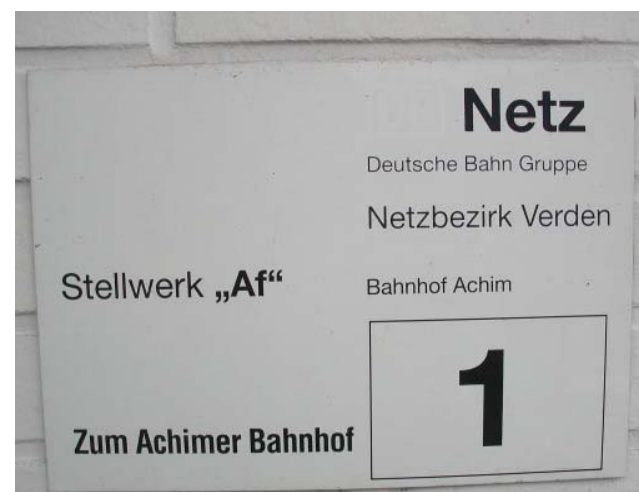 Netz
Deutsche Bahn Gruppe
Netzbezirk Verden
Stellwerk „Af“
Bahnhof Achim
Zum Achimer Bahnhof
1